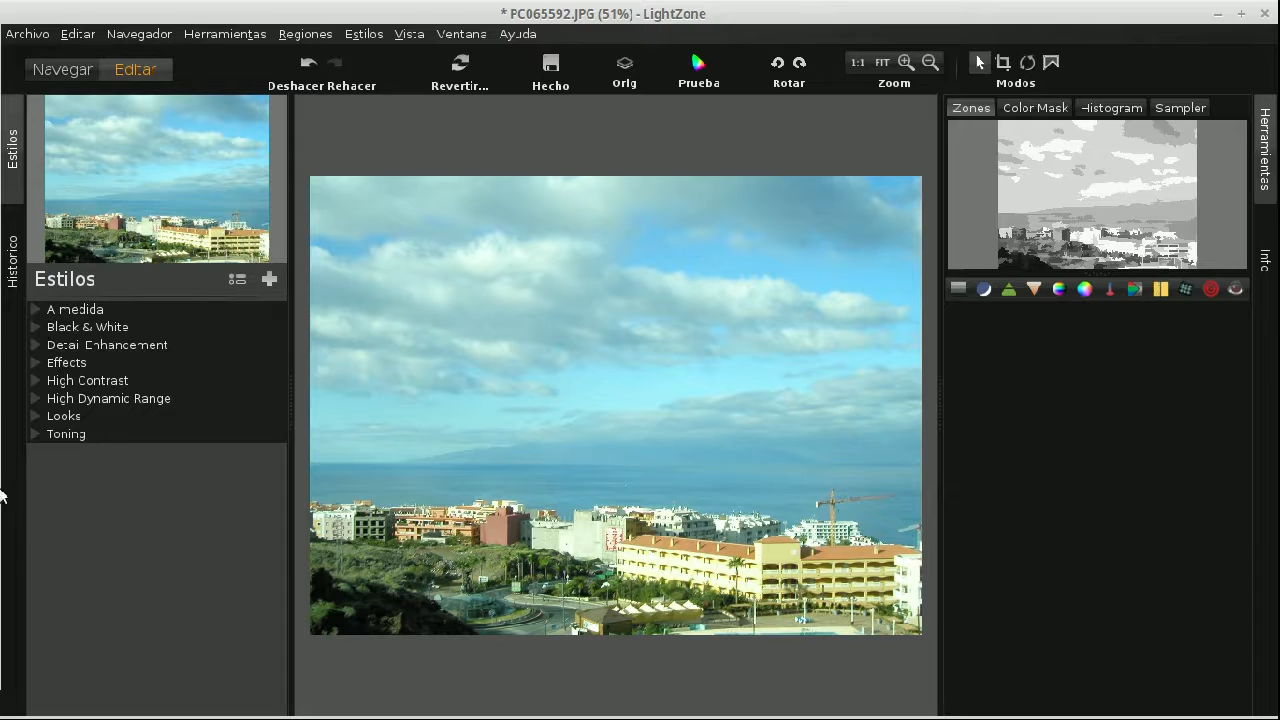 * PC065592.JPG (51%) - LightZone
Archivo Editar Navegador Herramientas Regiones Estilos Vista Ventana Ayuda
Navegar Editar
Deshacer Rehacer Revertir... Hecho Orig Prueba Rotar 1:1 FIT Zoom Modos
Estilos
Historico
Zones Color Mask Histogram Sampler
Herramientas
Info
Estilos
A medida
Black & White
Detail Enhancement
Effects
High Contrast
High Dynamic Range
Looks
Toning